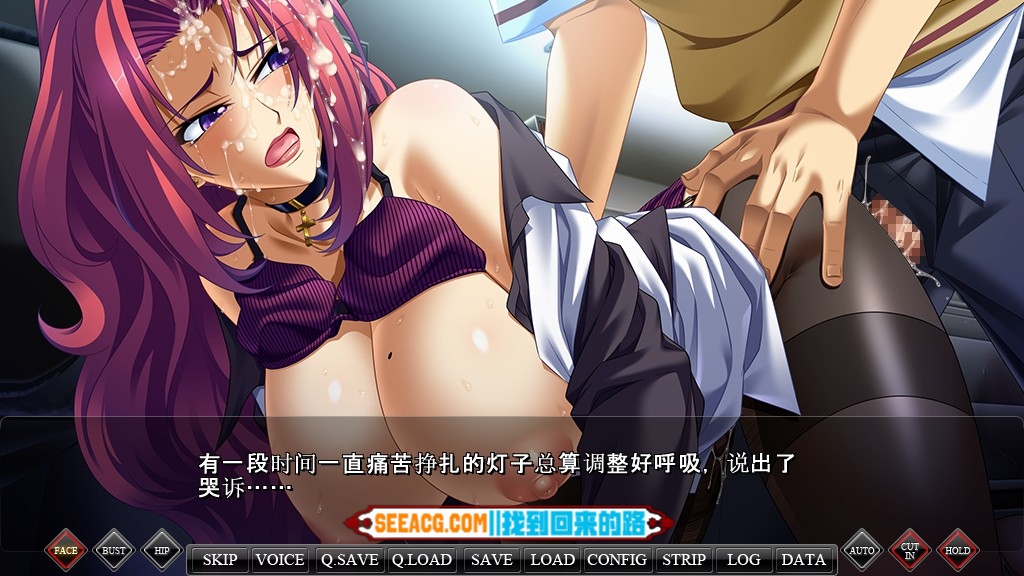 有一段时间一直痛苦挣扎的灯子总算调整好呼吸，说出了
哭诉……
SEEACG.COM||找到回来的路
FACE BUST HIP SKIP VOICE Q.SAVE Q.LOAD SAVE LOAD CONFIG STRIP LOG DATA AUTO CUT IN HOLD